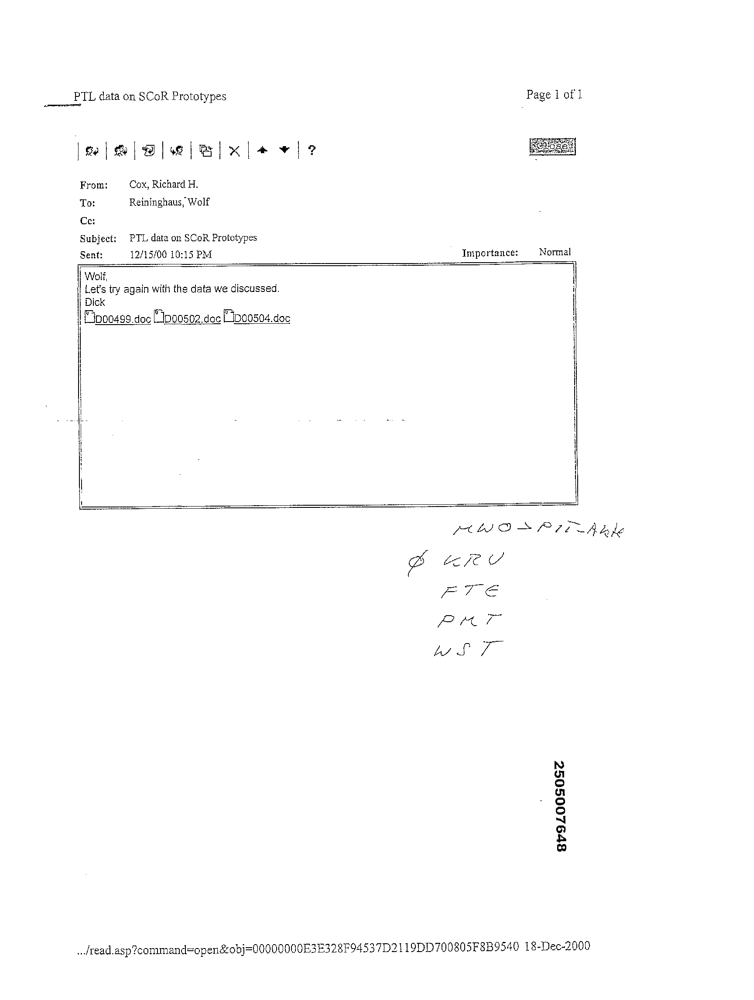 PTL data on SCoR Prototypes Page 1 of 1
?
From: Cox, Richard H.
To: Reininghaus, Wolf
Cc:
Subject: PTL data on SCoR Prototypes
Sent: 12/15/00 10:15 PM Importance: Normal
Wolf,
Let's try again with the data we discussed.
Dick
D00499.doc D00502.doc D00504.doc
MWO → PIT-
Ø KRU
FTE
PMT
WST
2505007648
.../read.asp?command=open&obj=00000000E3E328F94537D2119DD700805F8B9540 18-Dec-2000